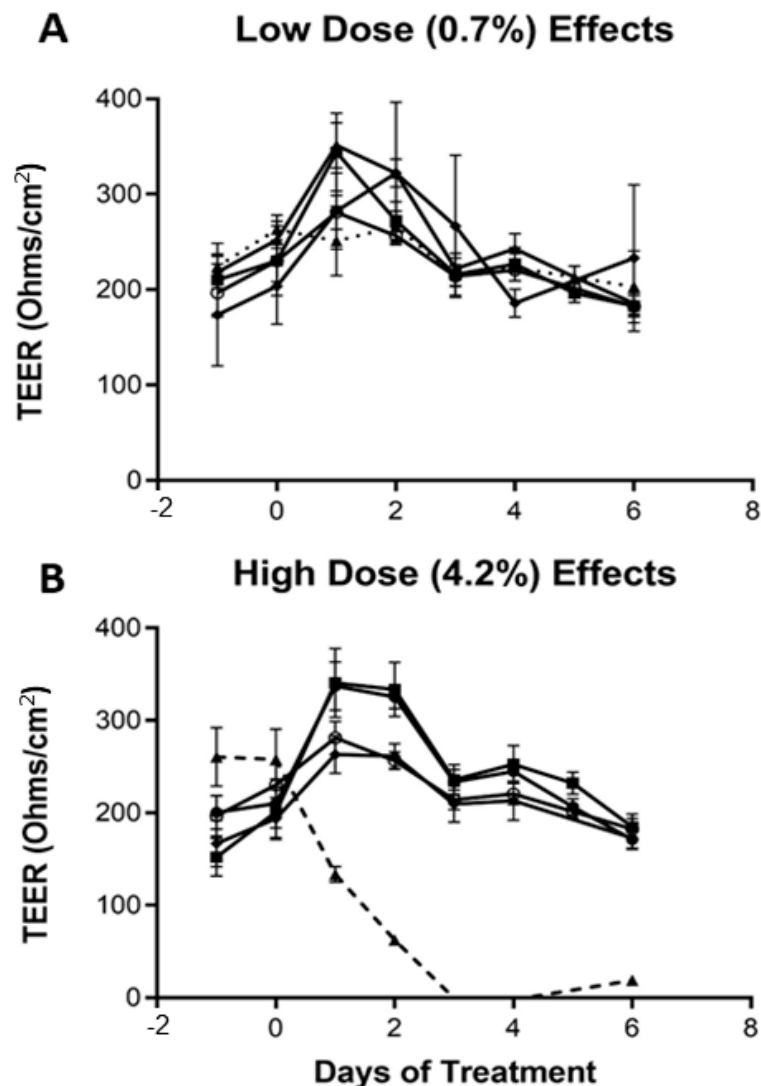 A Low Dose (0.7%) Effects
400
300
200
100
0
TEER (Ohms/cm²)
-2 0 2 4 6 8
B High Dose (4.2%) Effects
400
300
200
100
0
TEER (Ohms/cm²)
-2 0 2 4 6 8
Days of Treatment